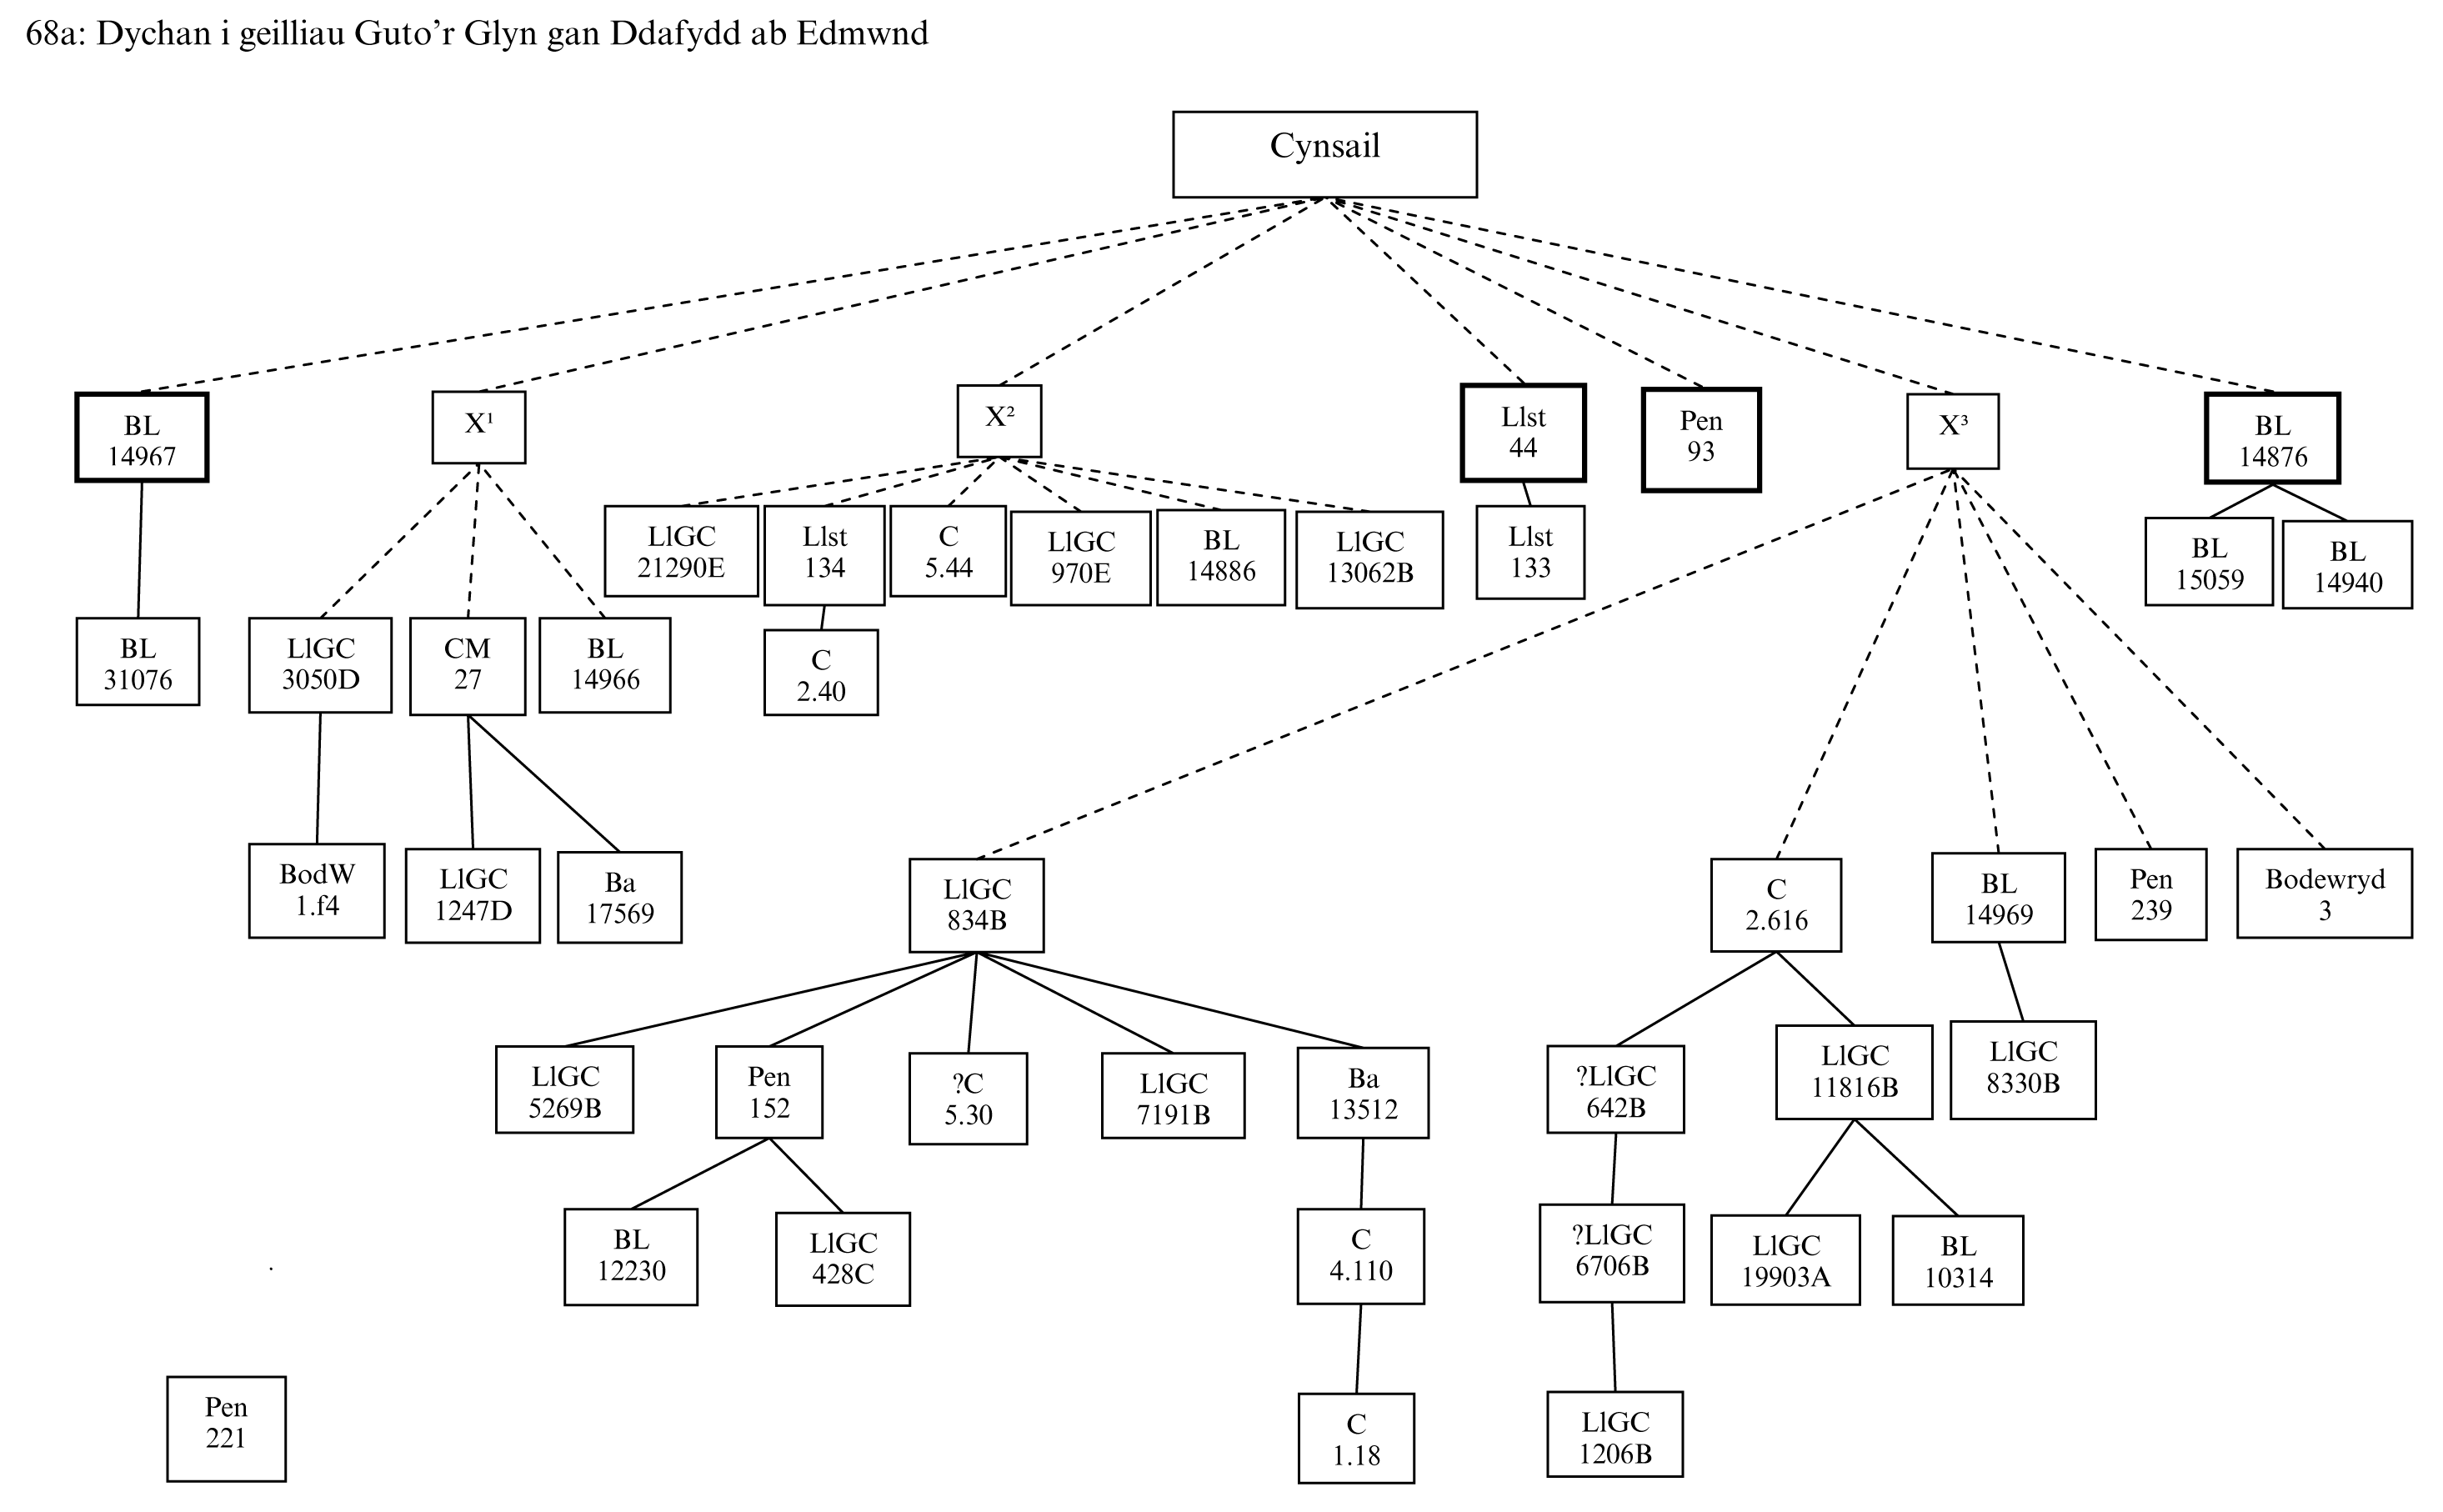 68a: Dychan i geilliau Guto’r Glyn gan Ddafydd ab Edmwnd
Cynsail
BL
14967
X¹
X²
Llst
44
Pen
93
X³
BL
14876
LlGC
21290E
Llst
134
C
5.44
LlGC
970E
BL
14886
LlGC
13062B
Llst
133
BL
15059
BL
14940
BL
31076
LlGC
3050D
CM
27
BL
14966
C
2.40
BodW
1.f4
LlGC
1247D
Ba
17569
LlGC
834B
C
2.616
BL
14969
Pen
239
Bodewryd
3
LlGC
5269B
Pen
152
?C
5.30
LlGC
7191B
Ba
13512
?LlGC
642B
LlGC
11816B
LlGC
8330B
BL
12230
LlGC
428C
C
4.110
?LlGC
6706B
LlGC
19903A
BL
10314
Pen
221
C
1.18
LlGC
1206B